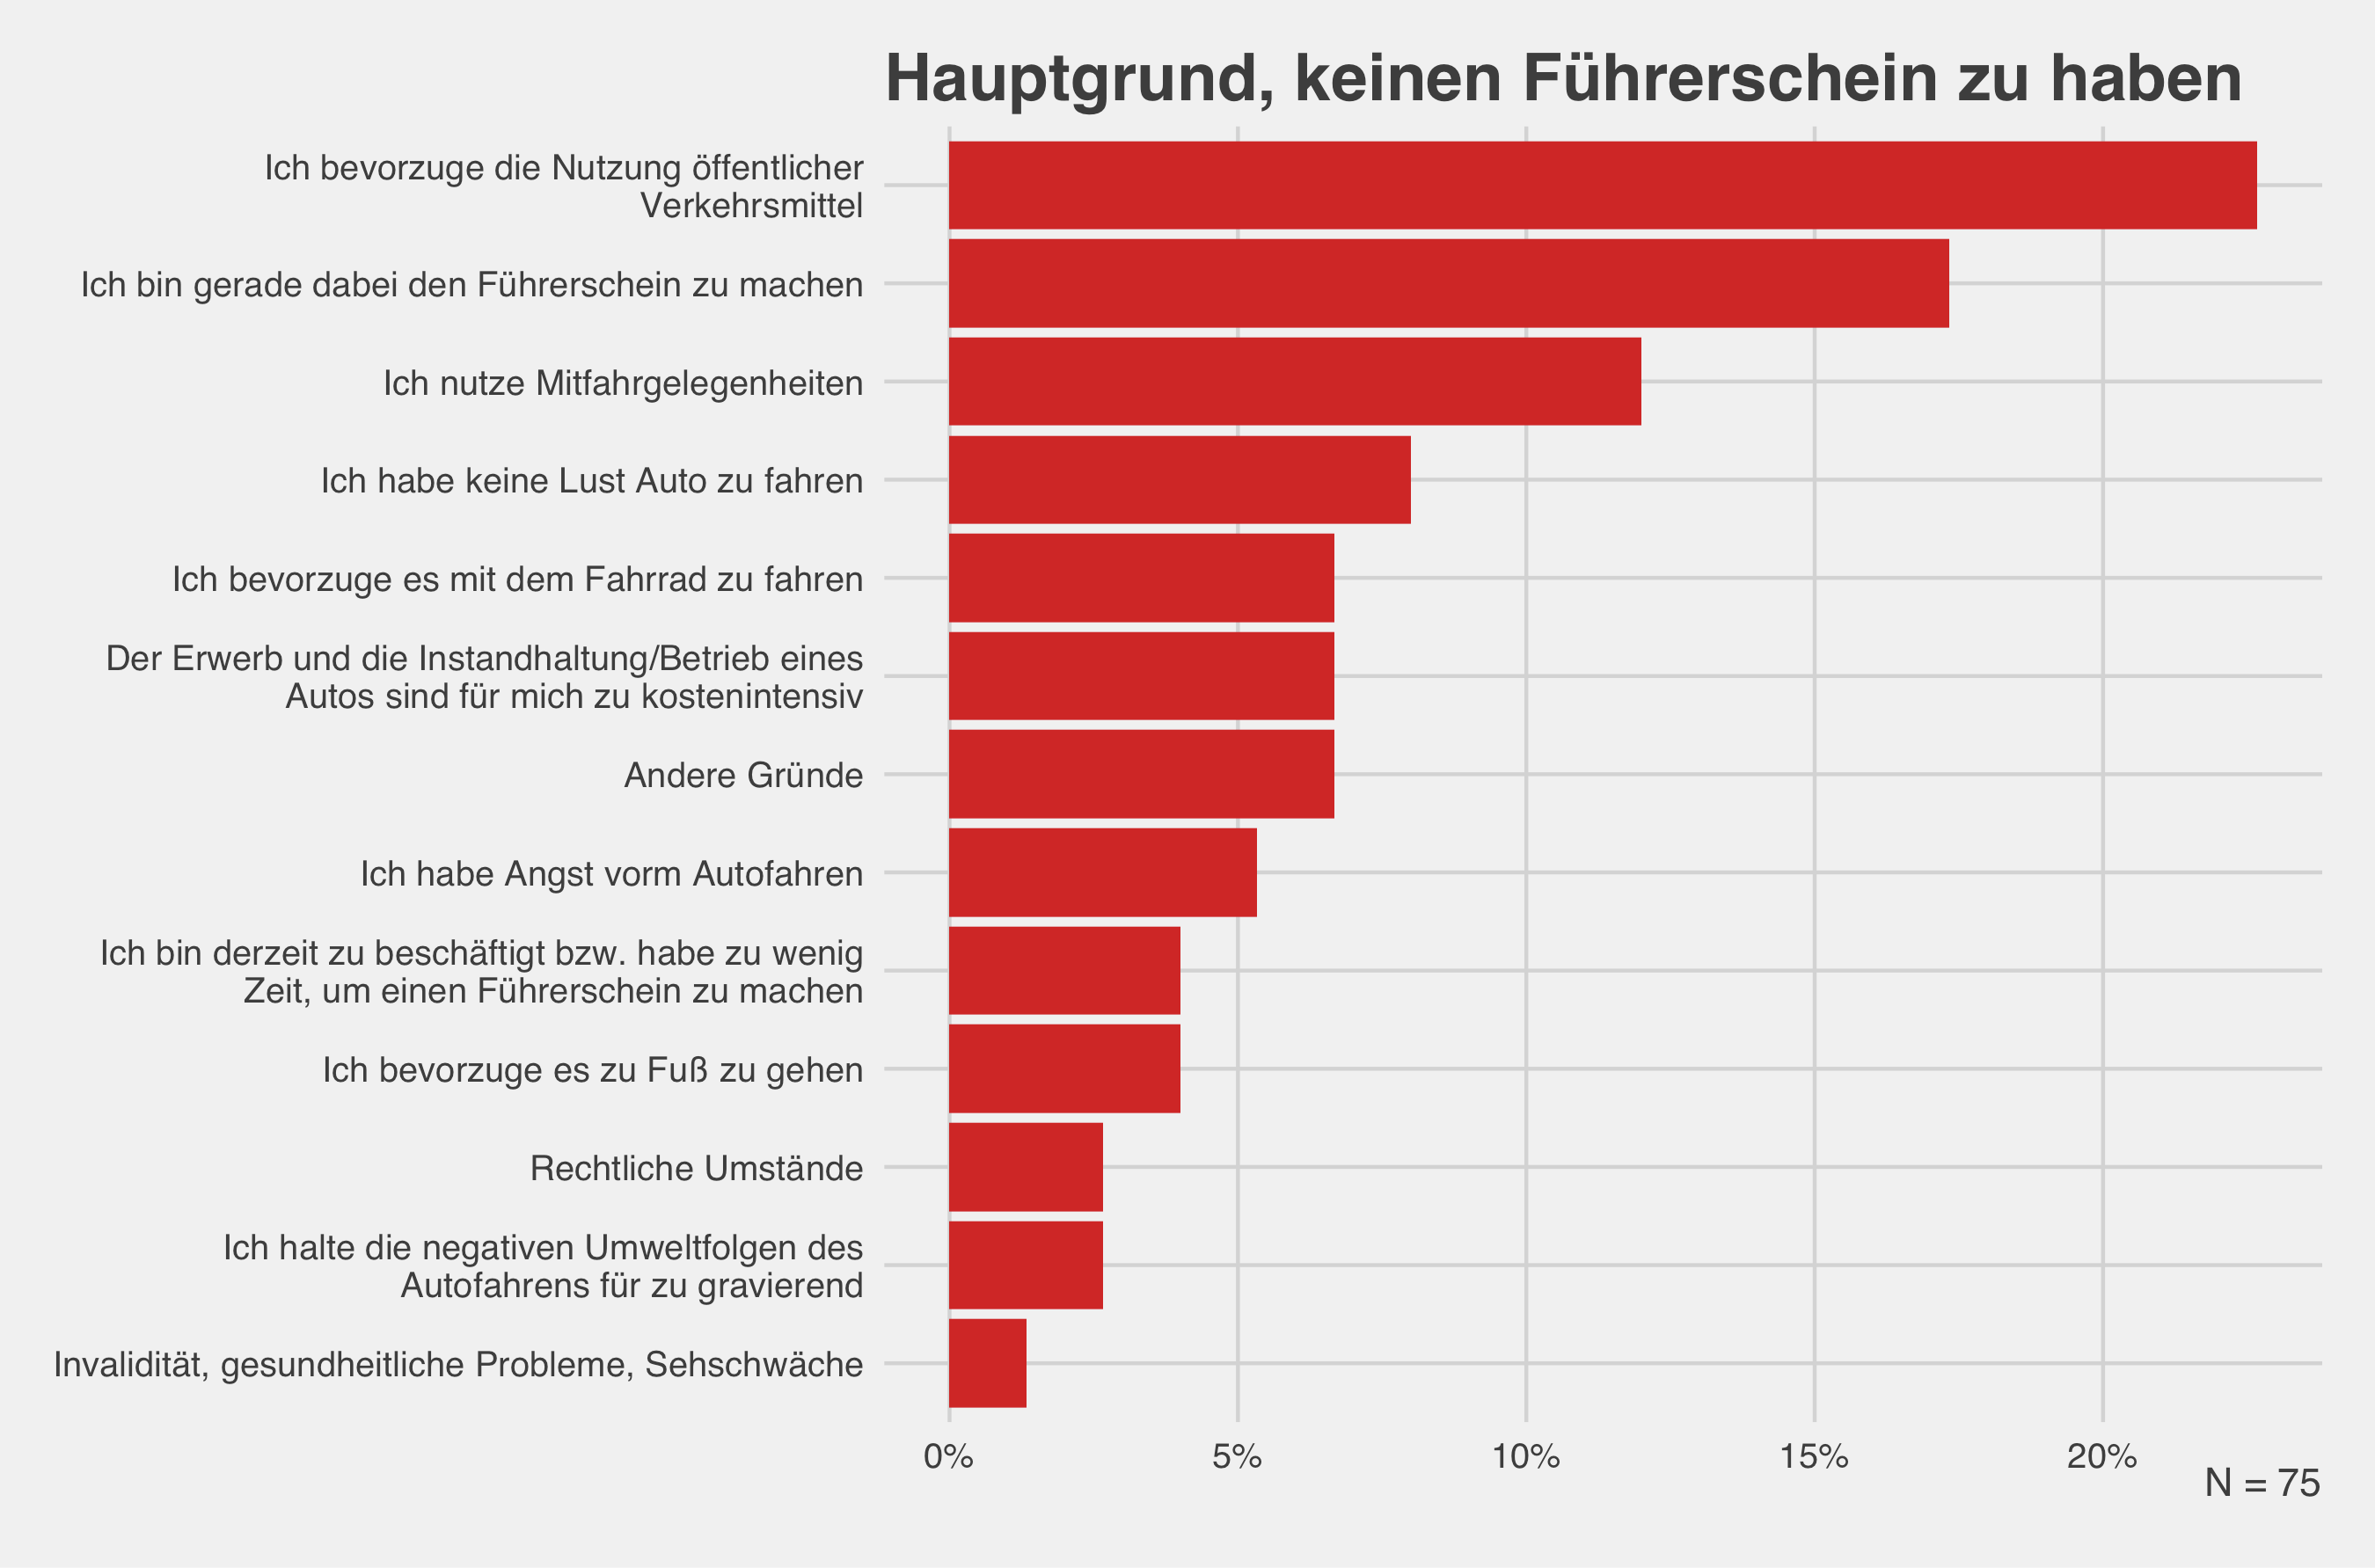 Hauptgrund, keinen Führerschein zu haben
Ich bevorzuge die Nutzung öffentlicher
Verkehrsmittel
Ich bin gerade dabei den Führerschein zu machen
Ich nutze Mitfahrgelegenheiten
Ich habe keine Lust Auto zu fahren
Ich bevorzuge es mit dem Fahrrad zu fahren
Der Erwerb und die Instandhaltung/Betrieb eines
Autos sind für mich zu kostenintensiv
Andere Gründe
Ich habe Angst vorm Autofahren
Ich bin derzeit zu beschäftigt bzw. habe zu wenig
Zeit, um einen Führerschein zu machen
Ich bevorzuge es zu Fuß zu gehen
Rechtliche Umstände
Ich halte die negativen Umweltfolgen des
Autofahrens für zu gravierend
Invalidität, gesundheitliche Probleme, Sehschwäche
0% 5% 10% 15% 20%
N = 75